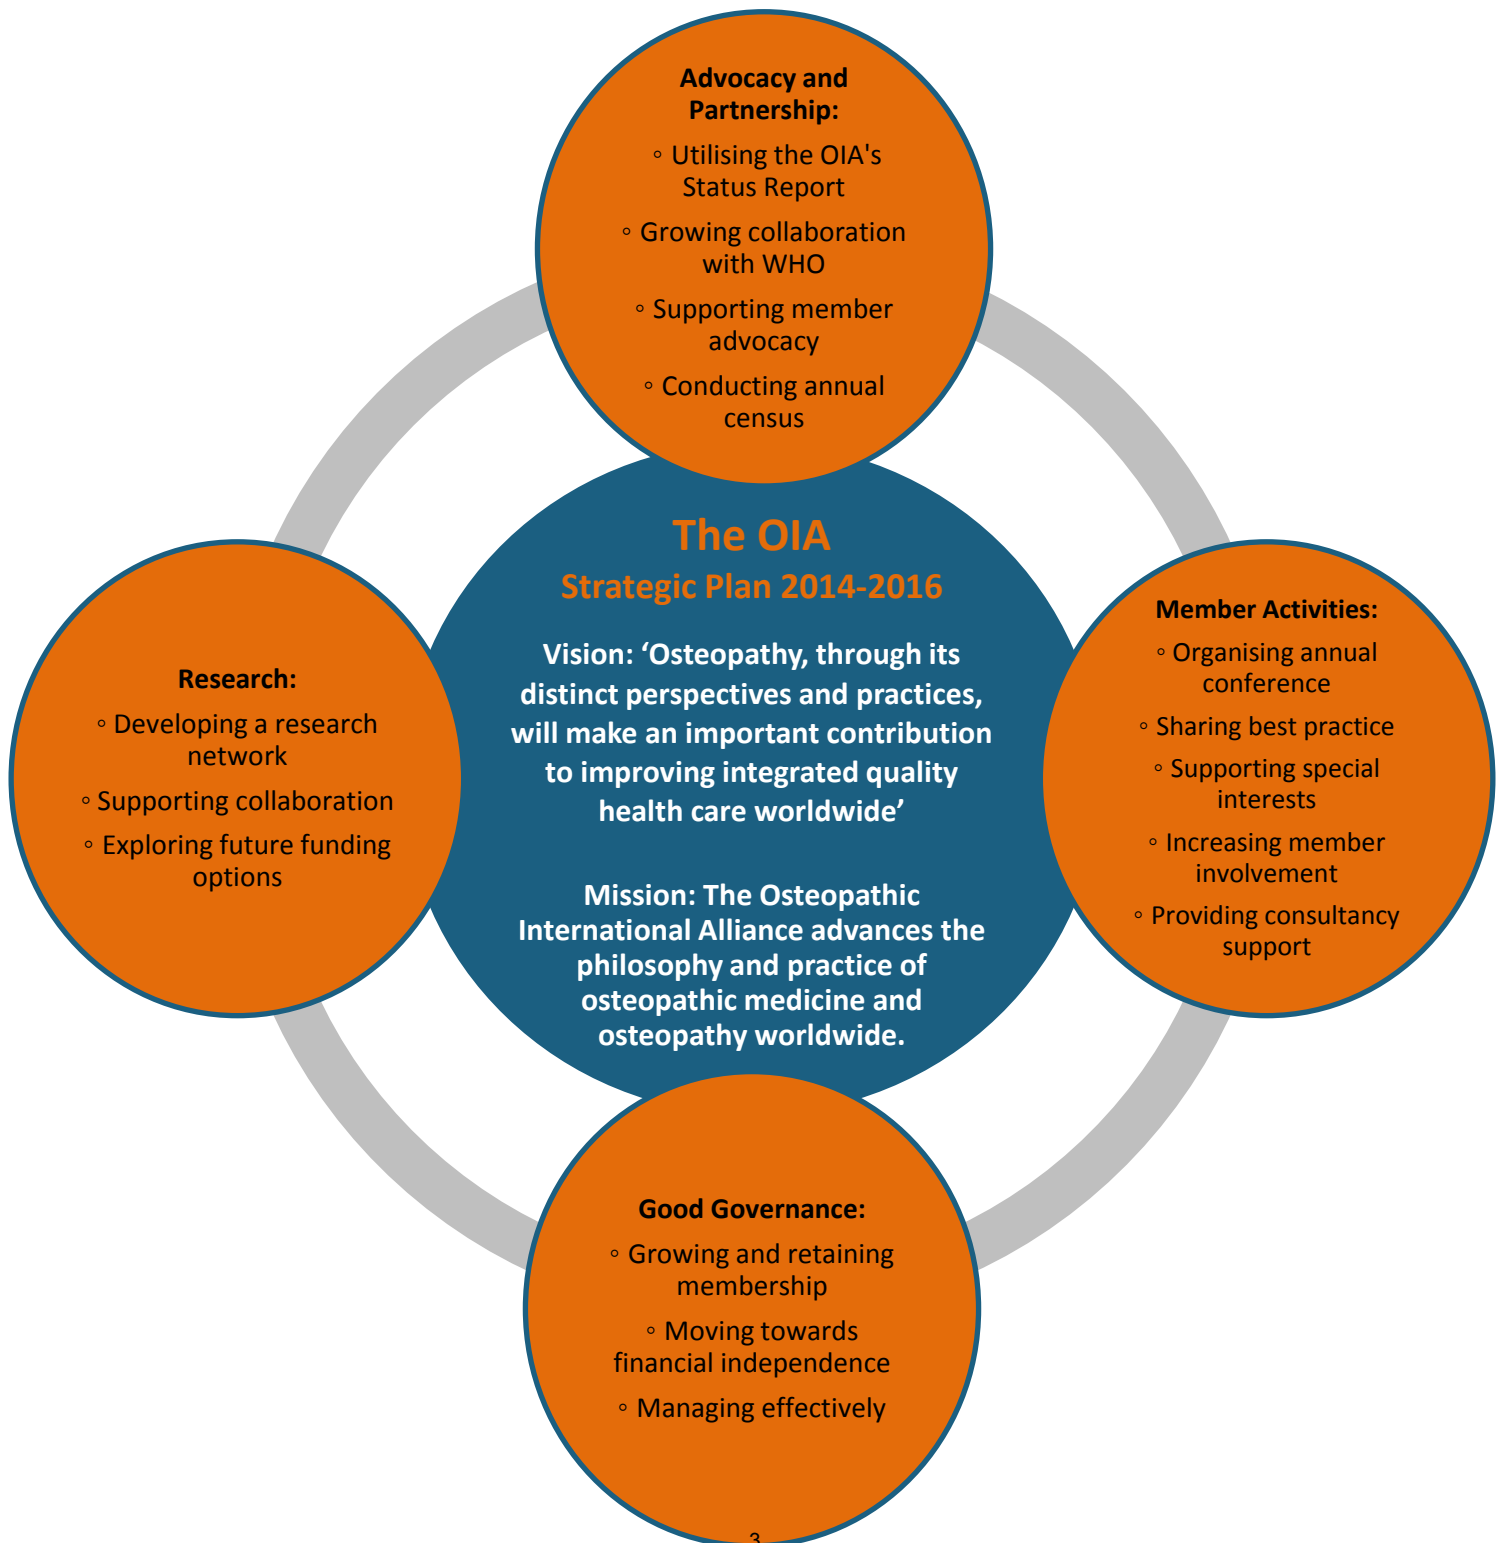 Advocacy and
Partnership:
◦ Utilising the OIA's
Status Report
◦ Growing collaboration
with WHO
◦ Supporting member
advocacy
◦ Conducting annual
census
The OIA
Strategic Plan 2014-2016
Vision: ‘Osteopathy, through its
distinct perspectives and practices,
will make an important contribution
to improving integrated quality
health care worldwide’
Mission: The Osteopathic
International Alliance advances the
philosophy and practice of
osteopathic medicine and
osteopathy worldwide.
Member Activities:
◦ Organising annual
conference
◦ Sharing best practice
◦ Supporting special
interests
◦ Increasing member
involvement
◦ Providing consultancy
support
Research:
◦ Developing a research
network
◦ Supporting collaboration
◦ Exploring future funding
options
Good Governance:
◦ Growing and retaining
membership
◦ Moving towards
financial independence
◦ Managing effectively
3